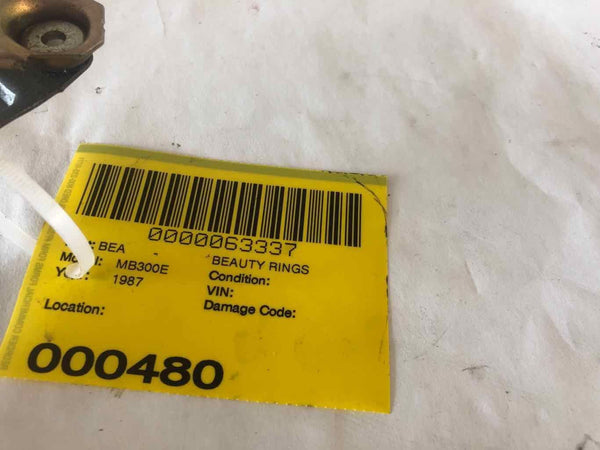 0000063337
BEA BEAUTY RINGS
MB300E Condition:
1987 VIN:
Location: Damage Code:
000480